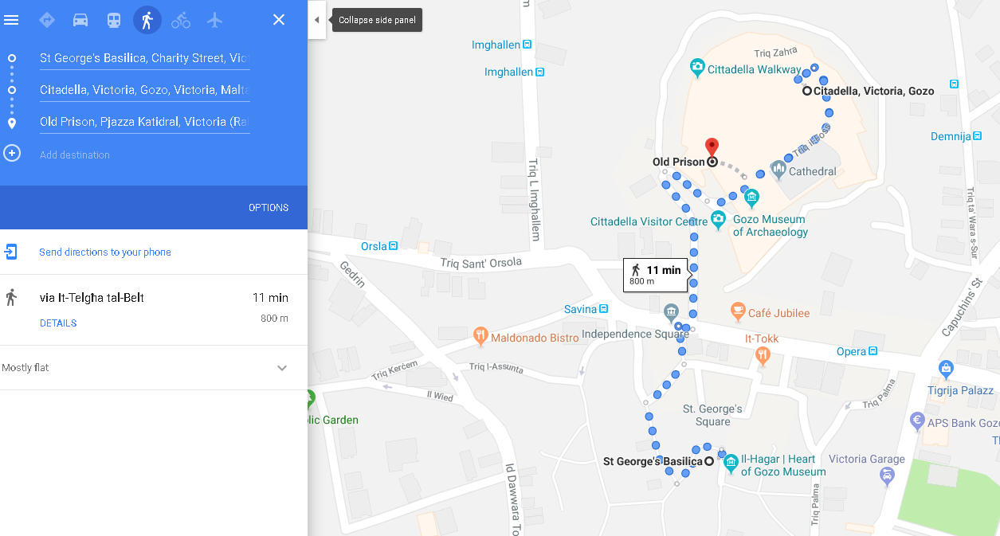 Collapse side panel
St George's Basilica, Charity Street, Vict
Citadella, Victoria, Gozo, Victoria, Malta
Old Prison, Pjazza Katidral, Victoria (Ral
Add destination
OPTIONS
Send directions to your phone
via It-Telgħa tal-Belt
11 min
800 m
DETAILS
Mostly flat
Imghallen
Imghallen
Triq Zahra
Cittadella Walkway
Citadella, Victoria, Gozo
Demnija
Triq il-Foss
Old Prison
Cathedral
Triq L Imghallem
Triq ta Wara s-Sur
Cittadella Visitor Centre
Gozo Museum
of Archaeology
Orsla
Triq Sant' Orsola
Gedrin
11 min
800 m
Capuchins' St
Savina
Café Jubilee
Independence Square
Maldonado Bistro
It-Tokk
Opera
Triq Kerċem
Triq l-Assunta
Il Wied
Tigrija Palazz
Triq Palma
St. George's
Square
lic Garden
APS Bank Gozo
St George's Basilica
Il-Hagar | Heart
of Gozo Museum
Victoria Garage
Id Dawwara To
Triq Palma